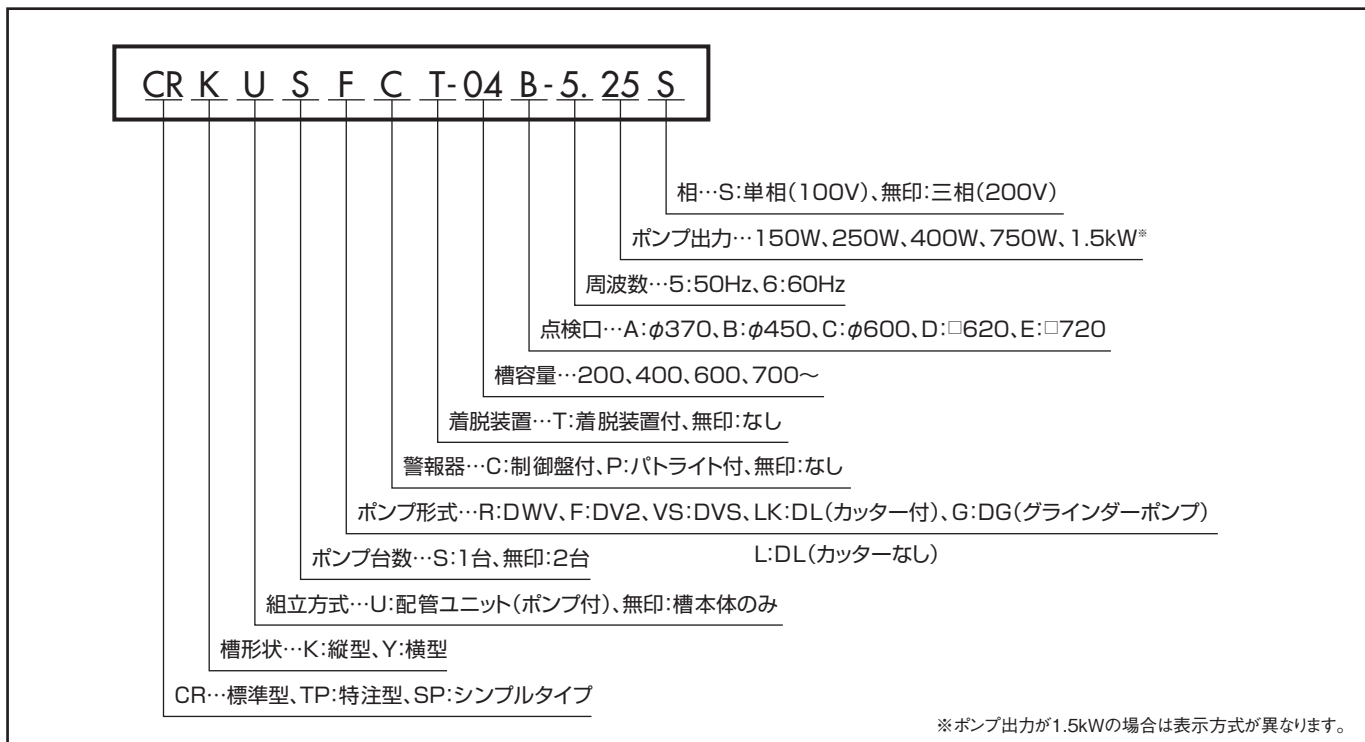 CR K U S F C T-04 B-5. 25 S
相…S:単相(100V)、無印:三相(200V)
ポンプ出力…150W、250W、400W、750W、1.5kW※
周波数…5:50Hz、6:60Hz
点検口…A:φ370、B:φ450、C:φ600、D:□620、E:□720
槽容量…200、400、600、700〜
着脱装置…T:着脱装置付、無印:なし
警報器…C:制御盤付、P:パトライト付、無印:なし
ポンプ形式…R:DWV、F:DV2、VS:DVS、LK:DL(カッター付)、G:DG(グラインダーポンプ)
L:DL(カッターなし)
ポンプ台数…S:1台、無印:2台
組立方式…U:配管ユニット(ポンプ付)、無印:槽本体のみ
槽形状…K:縦型、Y:横型
CR…標準型、TP:特注型、SP:シンプルタイプ
※ポンプ出力が1.5kWの場合は表示方式が異なります。